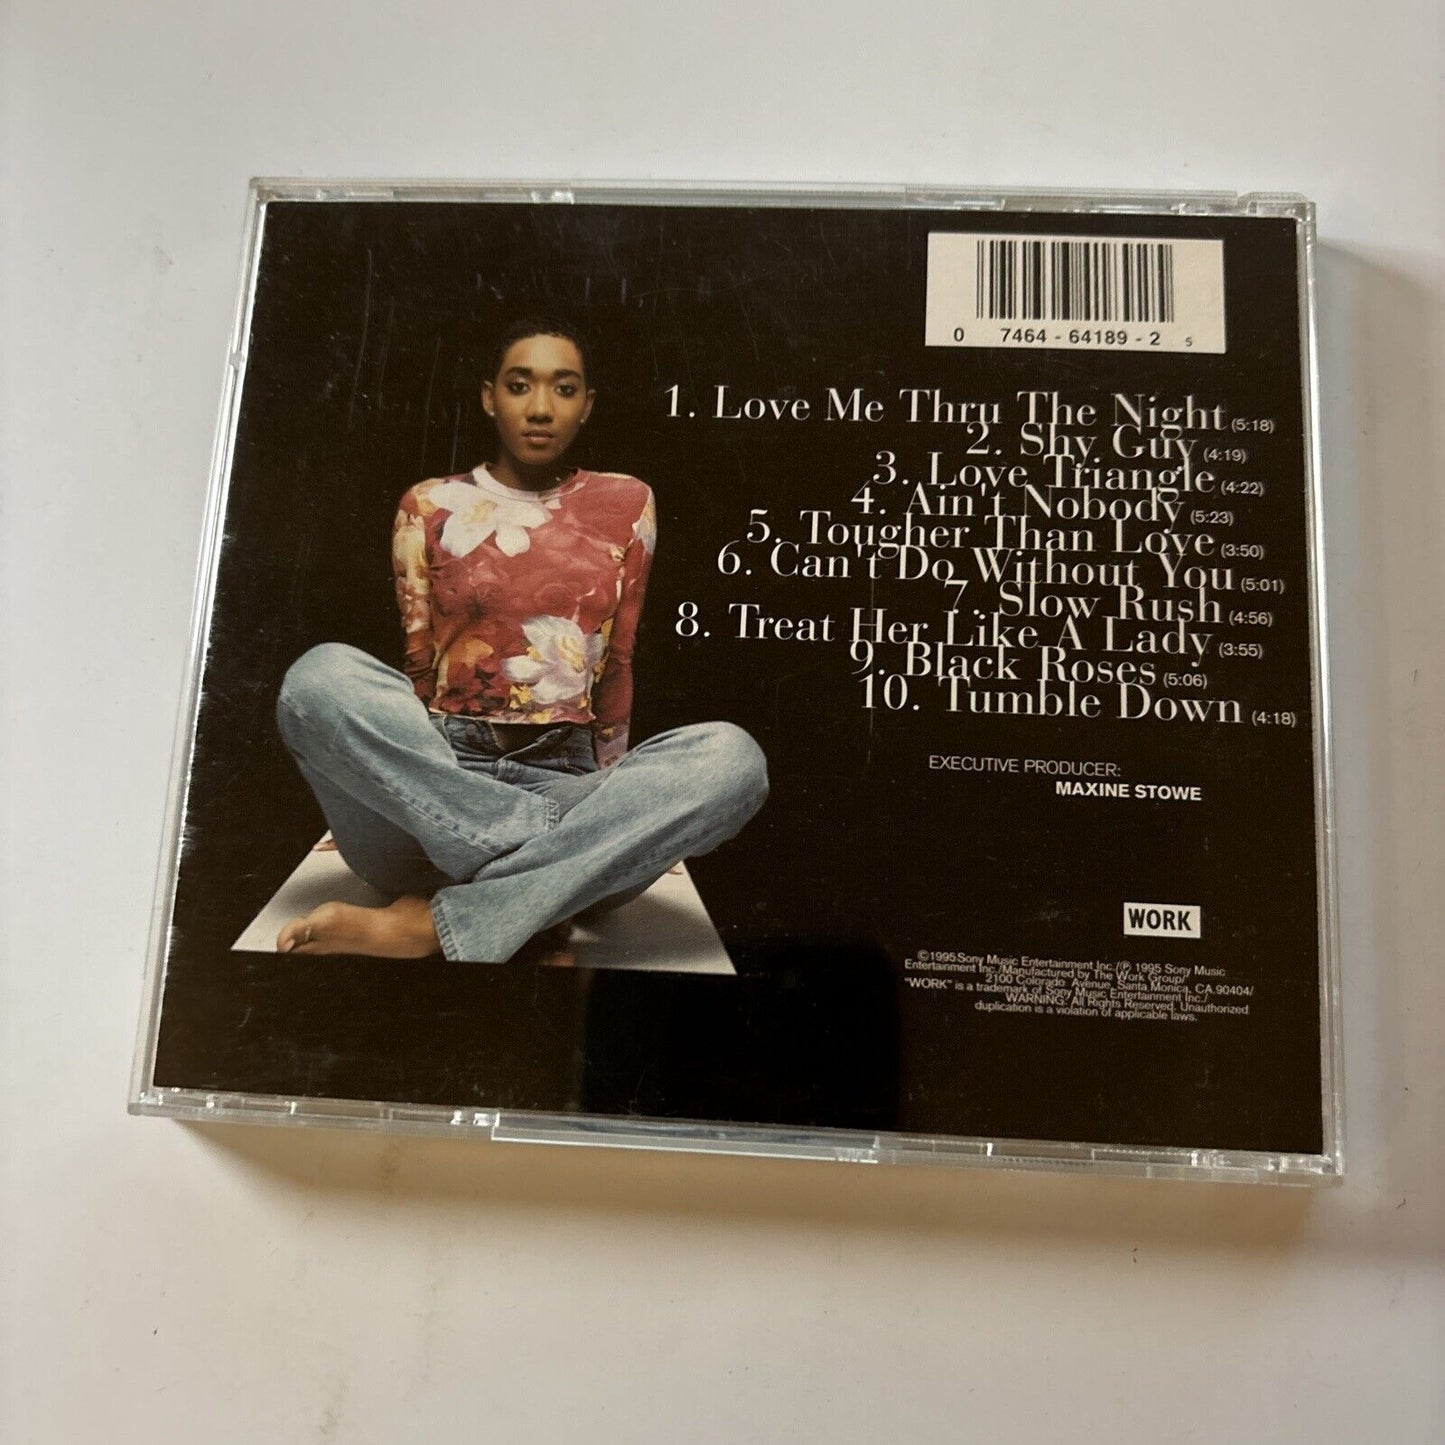 0 7464 - 64189 - 2 5
1. Love Me Thru The Night (5:18)
2. Shy Guy (4:19)
3. Love Triangle (4:22)
4. Ain't Nobody (5:23)
5. Tougher Than Love (3:50)
6. Can't Do Without You (5:01)
7. Slow Rush (4:56)
8. Treat Her Like A Lady (3:55)
9. Black Roses (5:06)
10. Tumble Down (4:18)
EXECUTIVE PRODUCER:
MAXINE STOWE
WORK
©1995 Sony Music Entertainment Inc./℗ 1995 Sony Music
Entertainment Inc./Manufactured by The Work Group/
2100 Colorado Avenue, Santa Monica, CA.90404/
"WORK" is a trademark of Sony Music Entertainment Inc./
WARNING: All Rights Reserved. Unauthorized
duplication is a violation of applicable laws.